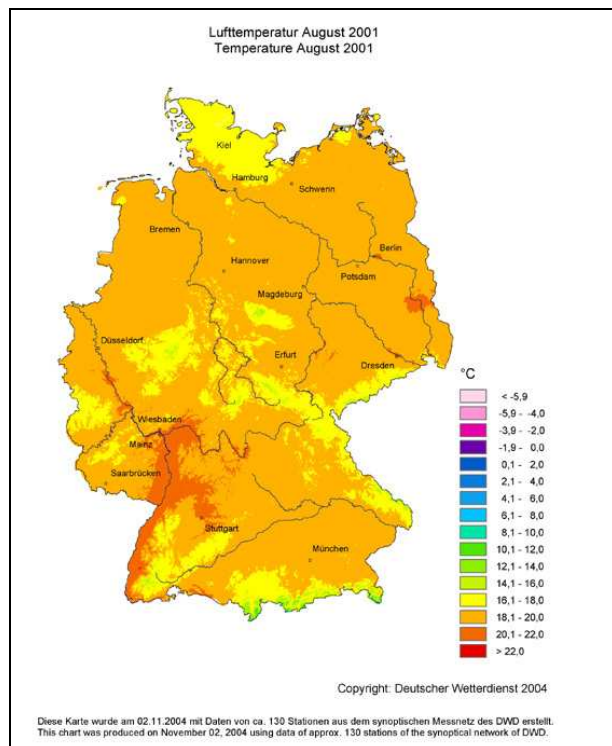 Lufttemperatur August 2001
Temperature August 2001
Kiel
Hamburg
Schwerin
Bremen
Berlin
Hannover
Potsdam
Magdeburg
Düsseldorf
Erfurt
Dresden
Wiesbaden
Mainz
Saarbrücken
Stuttgart
München
°C
< -5,9
-5,9 - -4,0
-3,9 - -2,0
-1,9 - 0,0
0,1 - 2,0
2,1 - 4,0
4,1 - 6,0
6,1 - 8,0
8,1 - 10,0
10,1 - 12,0
12,1 - 14,0
14,1 - 16,0
16,1 - 18,0
18,1 - 20,0
20,1 - 22,0
> 22,0
Copyright: Deutscher Wetterdienst 2004
Diese Karte wurde am 02.11.2004 mit Daten von ca. 130 Stationen aus dem synoptischen Messnetz des DWD erstellt.
This chart was produced on November 02, 2004 using data of approx. 130 stations of the synoptical network of DWD.